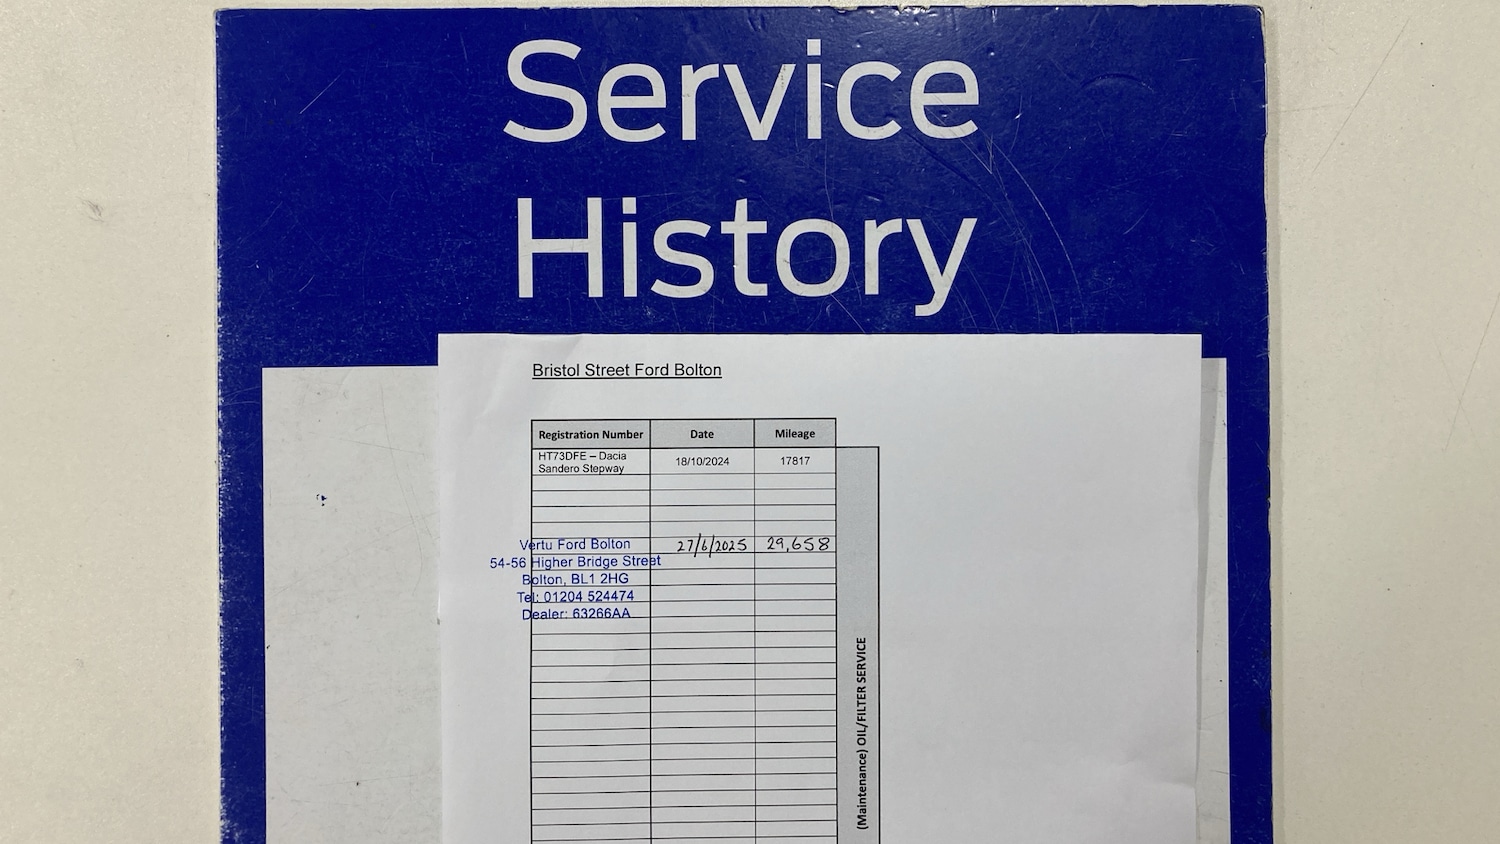 Service
History
Bristol Street Ford Bolton
Registration Number Date Mileage
HT73DFE – Dacia
Sandero Stepway 18/10/2024 17817
Vertu Ford Bolton 27/6/2025 29,658
54-56 Higher Bridge Street
Bolton, BL1 2HG
Tel: 01204 524474
Dealer: 63266AA
(Maintenance) OIL/FILTER SERVICE